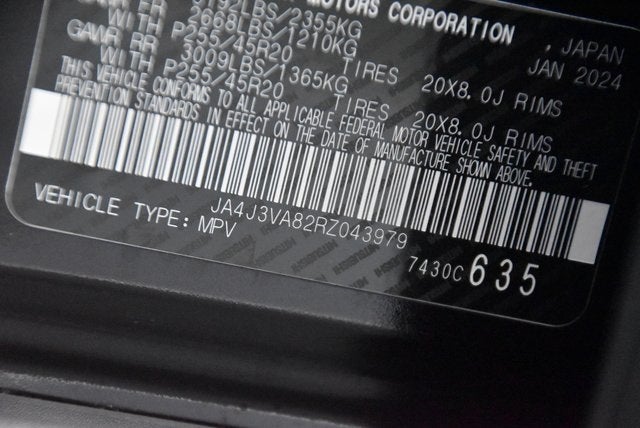 MOTORS CORPORATION , JAPAN
JAN 2024
5192LBS/2355KG
2668LBS/1210KG
WITH P255/45R20 TIRES 20X8.0J RIMS
GAWR RR 3009LBS/1365KG
WITH P255/45R20 TIRES 20X8.0J RIMS
THIS VEHICLE CONFORMS TO ALL APPLICABLE FEDERAL MOTOR VEHICLE SAFETY AND THEFT
PREVENTION STANDARDS IN EFFECT ON THE DATE OF MANUFACTURE SHOWN ABOVE.
JA4J3VA82RZ043979
VEHICLE TYPE: MPV
7430C 635